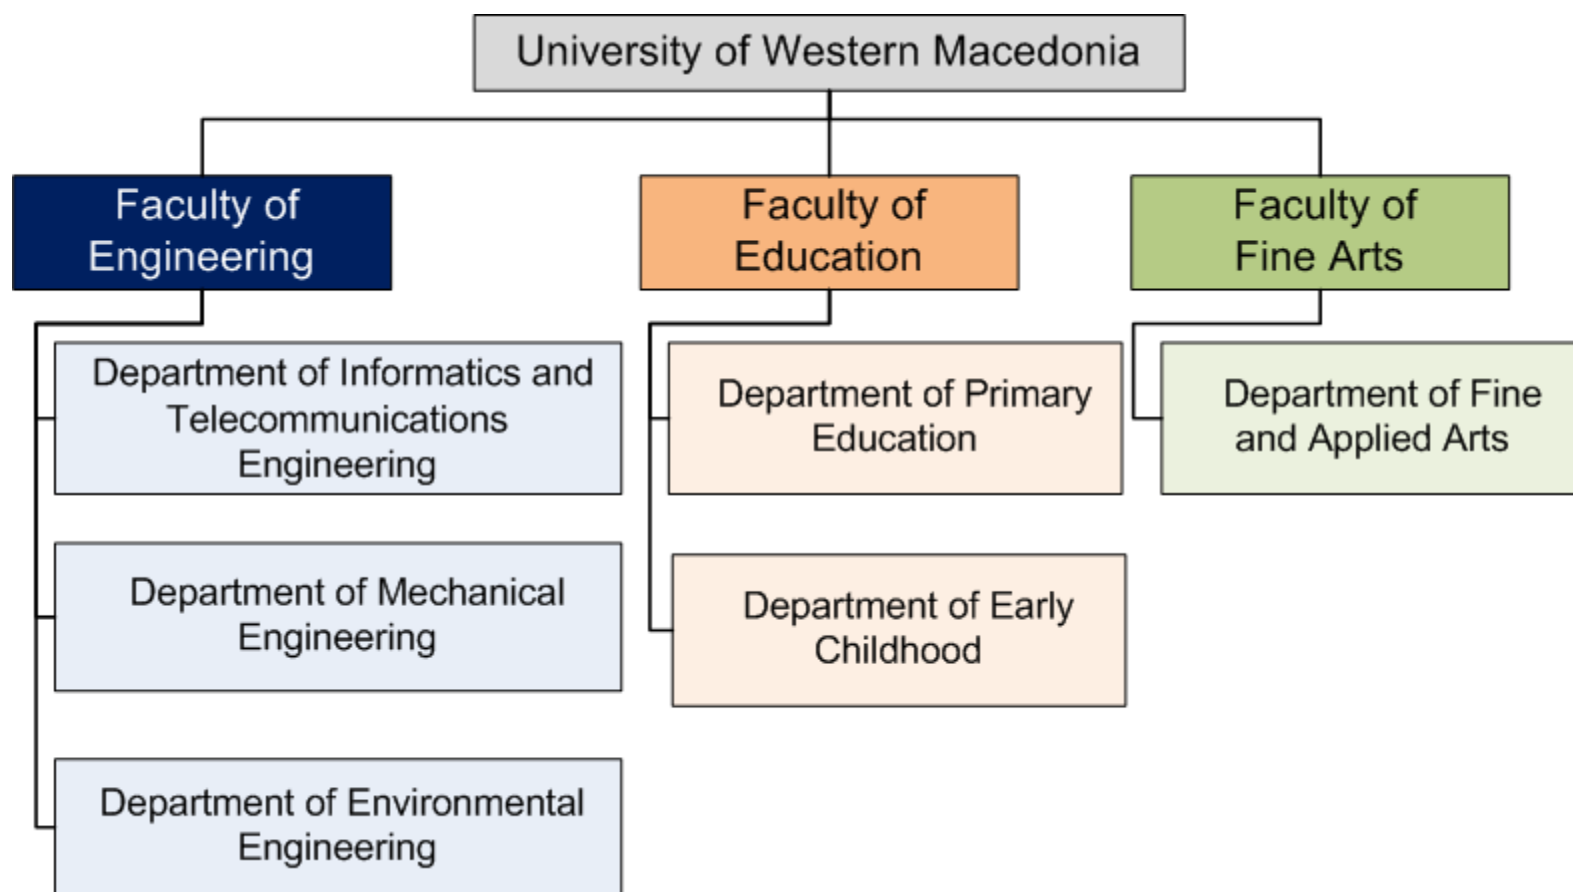 University of Western Macedonia
Faculty of
Engineering
Faculty of
Education
Faculty of
Fine Arts
Department of Informatics and
Telecommunications
Engineering
Department of Mechanical
Engineering
Department of Environmental
Engineering
Department of Primary
Education
Department of Early
Childhood
Department of Fine
and Applied Arts